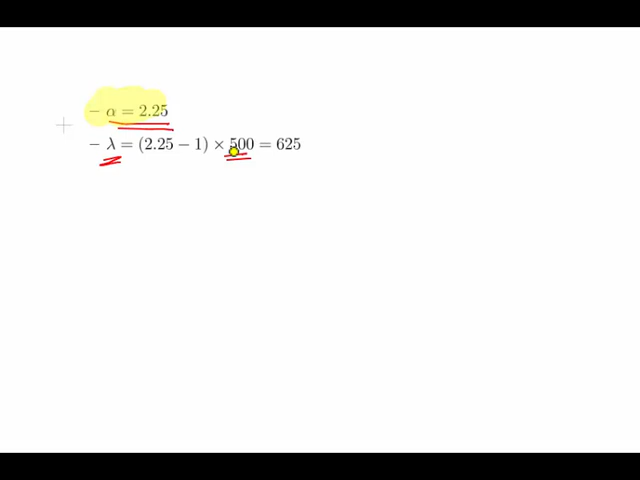 − α = 2.25
− λ = (2.25 − 1) × 500 = 625